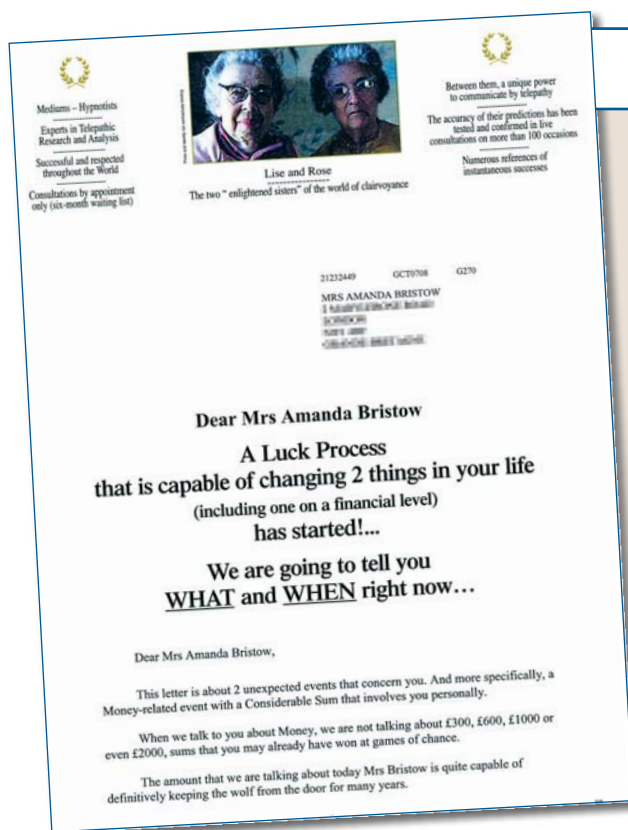 Mediums – Hypnotists
Experts in Telepathic
Research and Analysis
Successful and respected
throughout the World
Consultations by appointment
only (six-month waiting list)
Lise and Rose
The two " enlightened sisters" of the world of clairvoyance
Between them, a unique power
to communicate by telepathy
The accuracy of their predictions has been
tested and confirmed in live
consultations on more than 100 occasions
Numerous references of
instantaneous successes
21232449 GCT0708 G270
MRS AMANDA BRISTOW
Dear Mrs Amanda Bristow
A Luck Process
that is capable of changing 2 things in your life
(including one on a financial level)
has started!...
We are going to tell you
WHAT and WHEN right now…
Dear Mrs Amanda Bristow,
This letter is about 2 unexpected events that concern you. And more specifically, a
Money-related event with a Considerable Sum that involves you personally.
When we talk to you about Money, we are not talking about £300, £600, £1000 or
even £2000, sums that you may already have won at games of chance.
The amount that we are talking about today Mrs Bristow is quite capable of
definitively keeping the wolf from the door for many years.